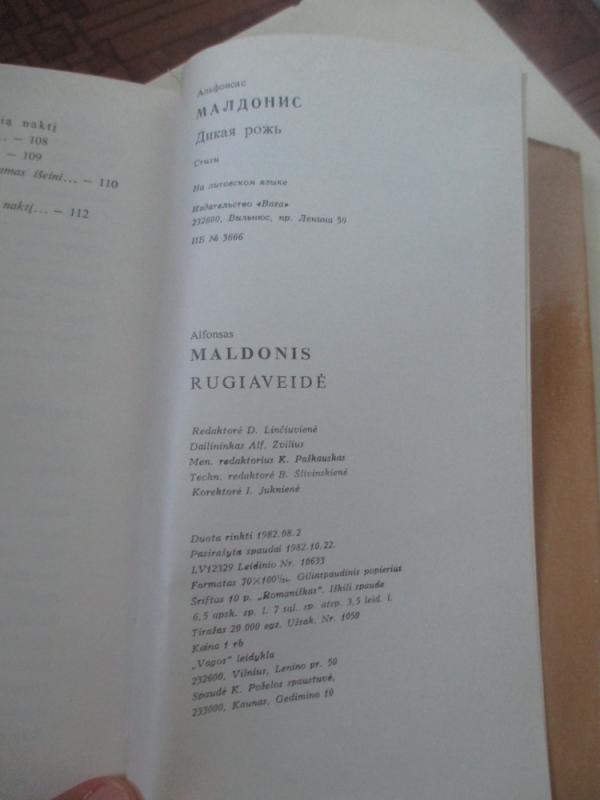 ią naktį
... — 108
— 109
amas išeini... — 110
naktį... — 112
Альфонсас
МАЛДОНИС
Дикая рожь
Стихи
На литовском языке
Издательство «Вага»
232600, Вильнюс, пр. Ленина 50
ИБ № 3666
Alfonsas
MALDONIS
RUGIAVEIDĖ
Redaktorė D. Linčiuvienė
Dailininkas Alf. Žvilius
Men. redaktorius K. Paškauskas
Techn. redaktorė B. Slivinskienė
Korektorė I. Juknienė
Duota rinkti 1982.08.2
Pasirašyta spaudai 1982.10.22.
LV12329 Leidinio Nr. 10633
Formatas 70×100¹/₃₂. Giliaspaudinis popierius
Šriftas 10 p. „Romaniškas". Iškili spauda
6,5 apsk. sp. l. 7 sąl. sp. atsp. 3,5 leid. l.
Tiražas 20 000 egz. Užsak. Nr. 1050
Kaina 1 rb
„Vagos" leidykla
232600, Vilnius, Lenino pr. 50
Spaudė K. Poželos spaustuvė,
233000, Kaunas, Gedimino 10